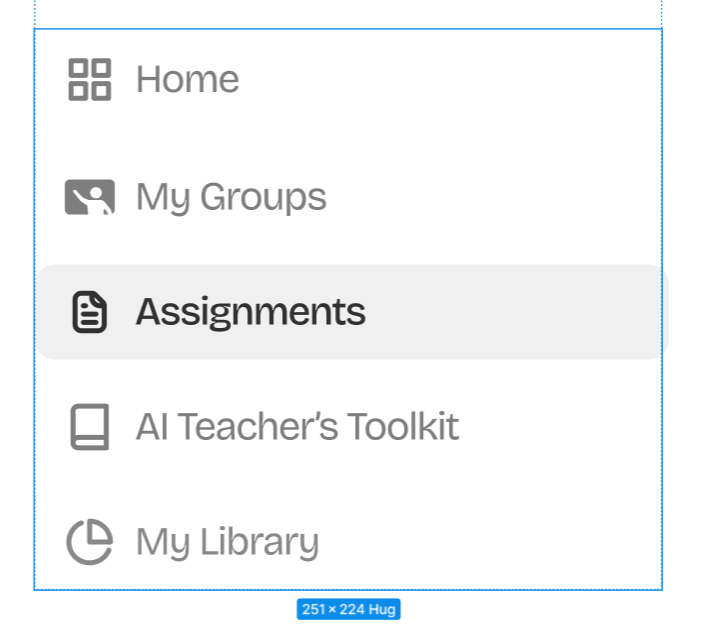 Home
My Groups
Assignments
AI Teacher's Toolkit
My Library
251 × 224 Hug